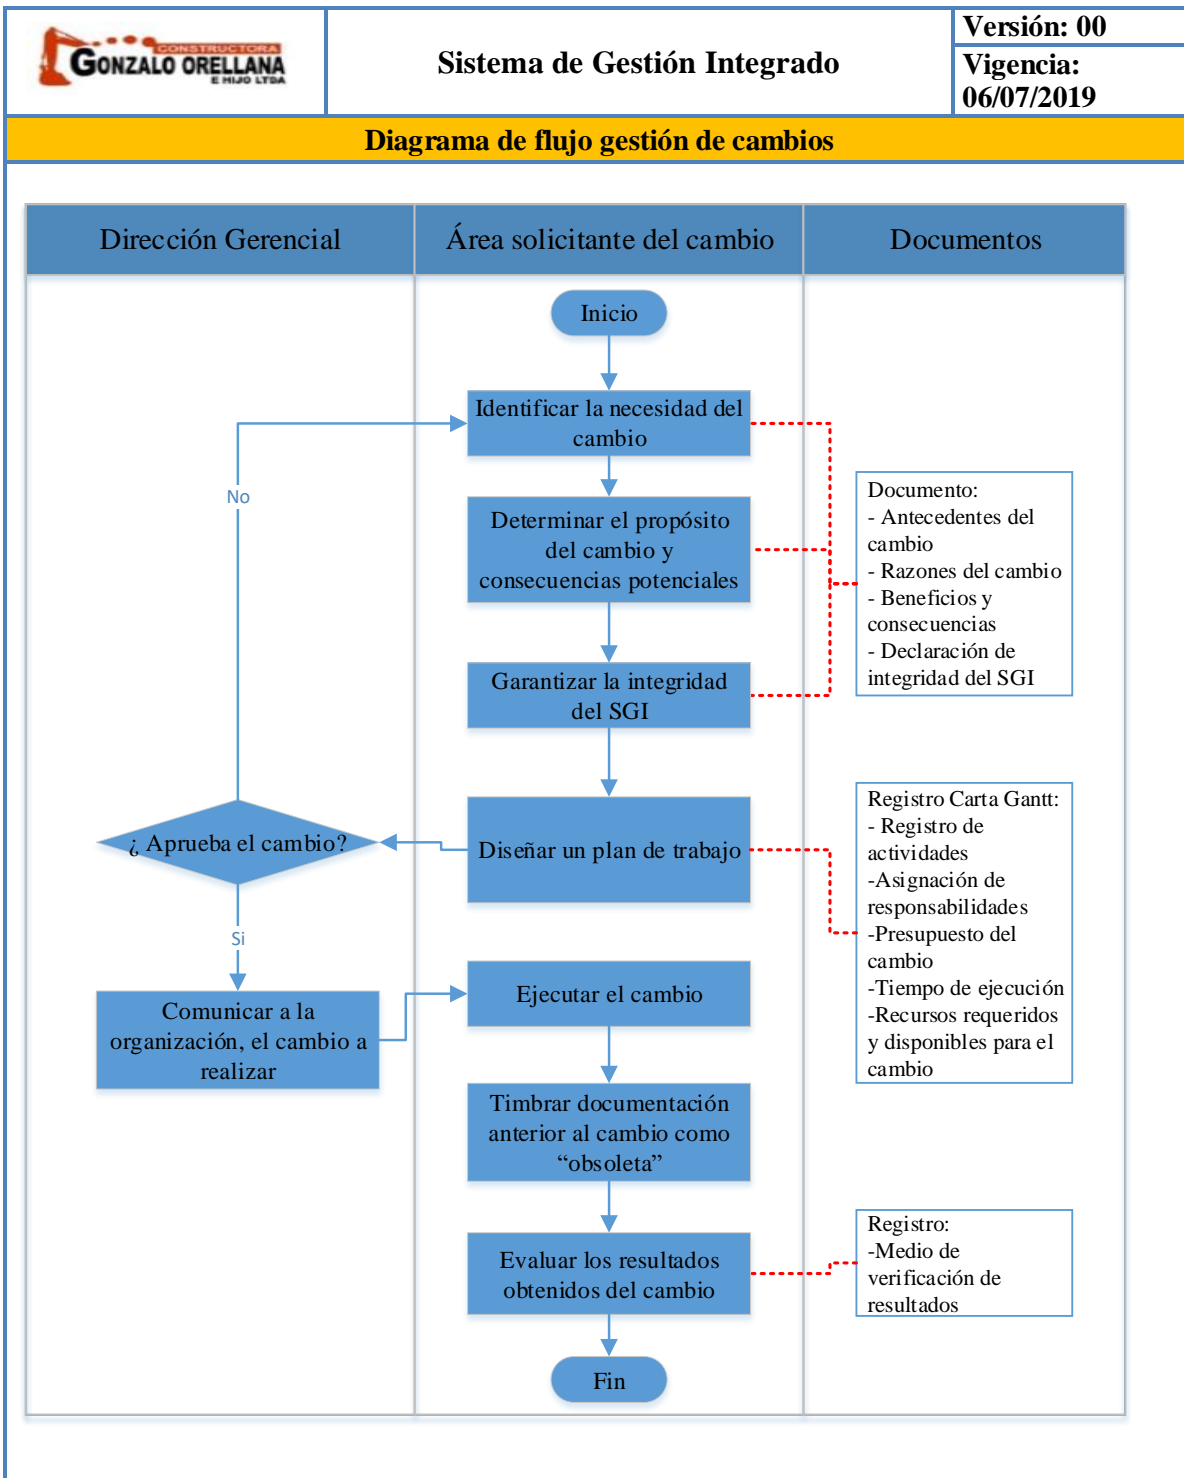 CONSTRUCTORA
GONZALO ORELLANA
E HIJO LTDA
Sistema de Gestión Integrado
Versión: 00
Vigencia:
06/07/2019
Diagrama de flujo gestión de cambios
Dirección Gerencial
Área solicitante del cambio
Documentos
Inicio
Identificar la necesidad del
cambio
No
Determinar el propósito
del cambio y
consecuencias potenciales
Documento:
- Antecedentes del
cambio
- Razones del cambio
- Beneficios y
consecuencias
- Declaración de
integridad del SGI
Garantizar la integridad
del SGI
¿ Aprueba el cambio?
Diseñar un plan de trabajo
Registro Carta Gantt:
- Registro de
actividades
-Asignación de
responsabilidades
-Presupuesto del
cambio
-Tiempo de ejecución
-Recursos requeridos
y disponibles para el
cambio
Si
Comunicar a la
organización, el cambio a
realizar
Ejecutar el cambio
Timbrar documentación
anterior al cambio como
“obsoleta”
Evaluar los resultados
obtenidos del cambio
Registro:
-Medio de
verificación de
resultados
Fin